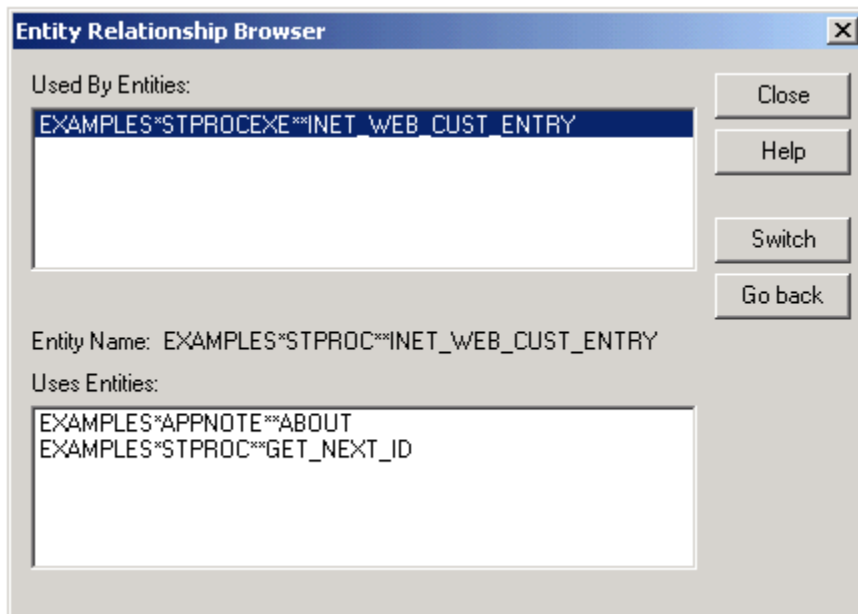 Entity Relationship Browser
Used By Entities:
EXAMPLES*STPROCEXE**INET_WEB_CUST_ENTRY
Close
Help
Switch
Go back
Entity Name: EXAMPLES*STPROC**INET_WEB_CUST_ENTRY
Uses Entities:
EXAMPLES*APPNOTE**ABOUT
EXAMPLES*STPROC**GET_NEXT_ID